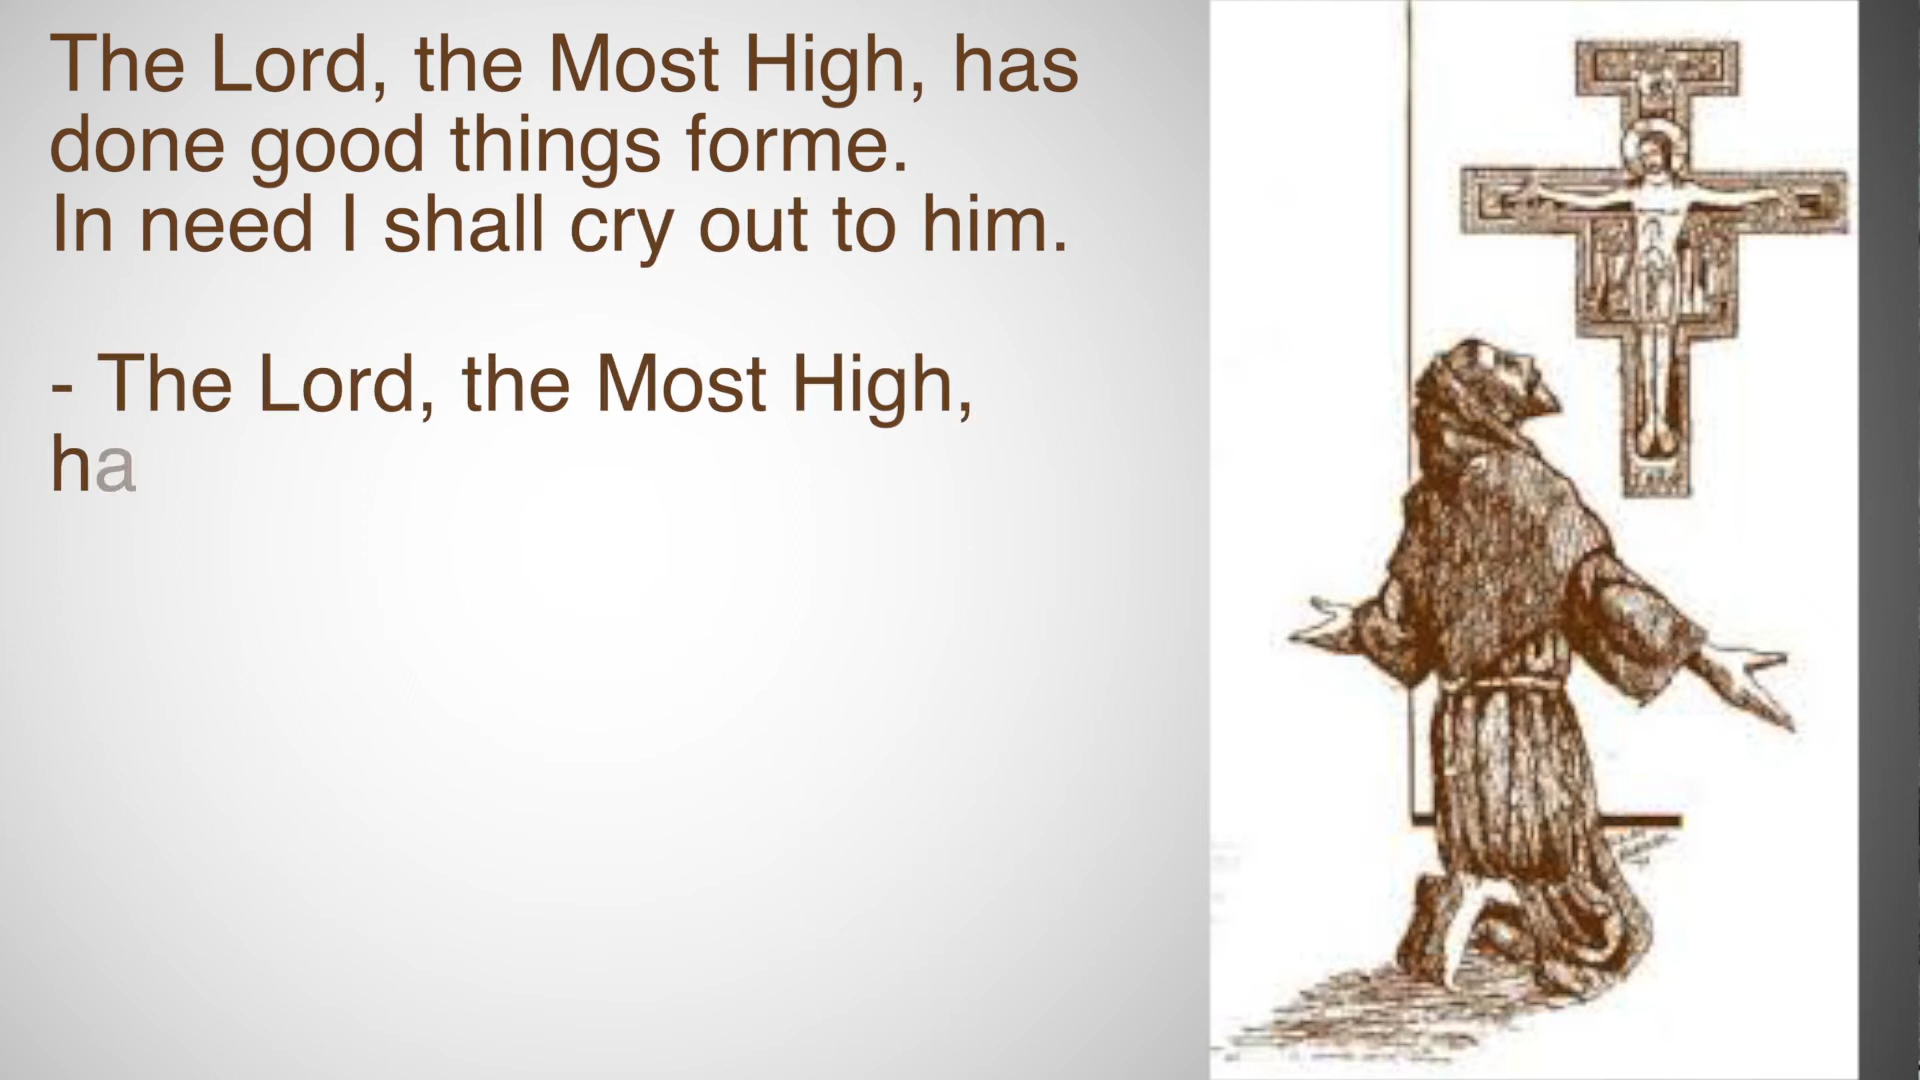 The Lord, the Most High, has
done good things forme.
In need I shall cry out to him.
- The Lord, the Most High,
ha